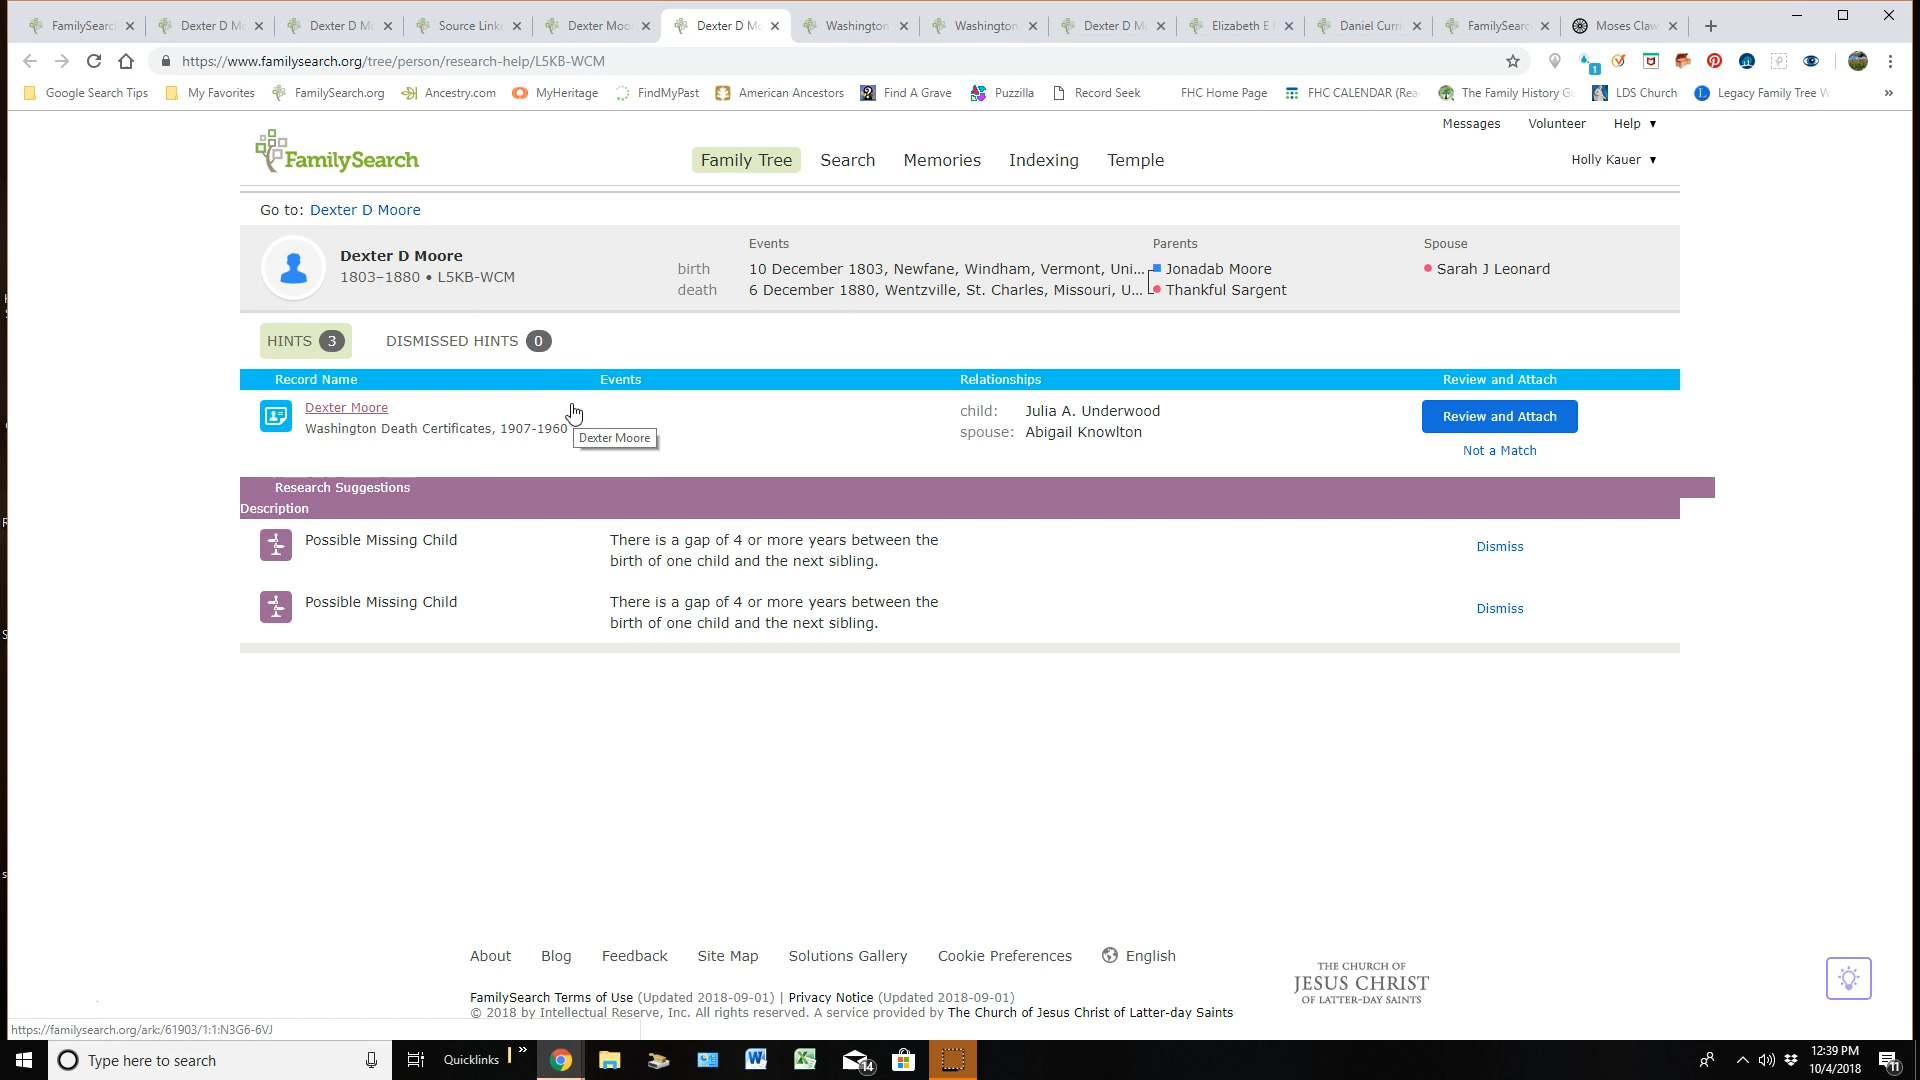 FamilySearch
Dexter D Mo
Dexter D Mo
Source Link
Dexter Moo
Dexter D Mo
Washington
Washington
Dexter D Mo
Elizabeth E
Daniel Curri
FamilySearc
Moses Claw
https://www.familysearch.org/tree/person/research-help/L5KB-WCM
1
Google Search Tips
My Favorites
FamilySearch.org
Ancestry.com
MyHeritage
FindMyPast
American Ancestors
Find A Grave
Puzzilla
Record Seek
FHC Home Page
FHC CALENDAR (Rea
The Family History G
LDS Church
Legacy Family Tree W
»
Messages Volunteer Help ▼
FamilySearch
Family Tree Search Memories Indexing Temple
Holly Kauer ▼
Go to: Dexter D Moore
Events Parents Spouse
Dexter D Moore
1803–1880 • L5KB-WCM
birth 10 December 1803, Newfane, Windham, Vermont, Uni... Jonadab Moore Sarah J Leonard
death 6 December 1880, Wentzville, St. Charles, Missouri, U... Thankful Sargent
HINTS 3 DISMISSED HINTS 0
Record Name Events Relationships Review and Attach
Dexter Moore child: Julia A. Underwood Review and Attach
Washington Death Certificates, 1907-1960 spouse: Abigail Knowlton
Dexter Moore
Not a Match
Research Suggestions
Description
Possible Missing Child There is a gap of 4 or more years between the Dismiss
birth of one child and the next sibling.
Possible Missing Child There is a gap of 4 or more years between the Dismiss
birth of one child and the next sibling.
About Blog Feedback Site Map Solutions Gallery Cookie Preferences English
THE CHURCH OF
JESUS CHRIST
OF LATTER-DAY SAINTS
FamilySearch Terms of Use (Updated 2018-09-01) | Privacy Notice (Updated 2018-09-01)
© 2018 by Intellectual Reserve, Inc. All rights reserved. A service provided by The Church of Jesus Christ of Latter-day Saints
https://familysearch.org/ark:/61903/1:1:N3G6-6VJ
Type here to search
Quicklinks
»
14
12:39 PM
10/4/2018
11